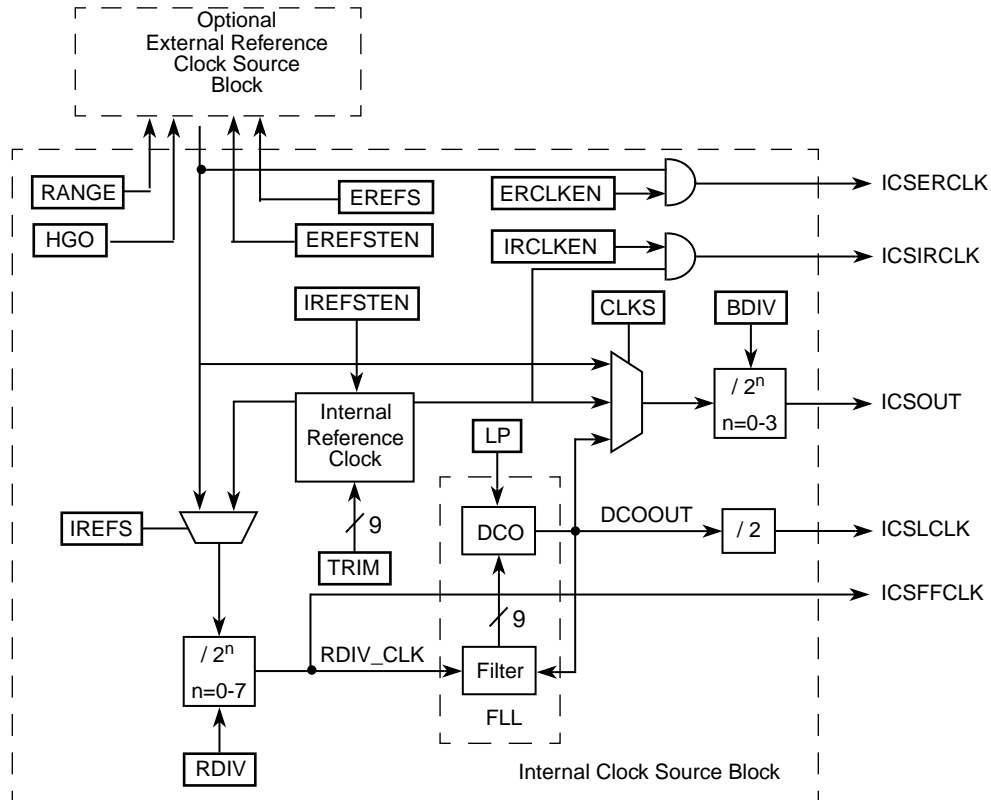 Optional
External Reference
Clock Source
Block
RANGE
HGO
EREFS
EREFSTEN
ERCLKEN
ICSERCLK
IRCLKEN
ICSIRCLK
IREFSTEN
CLKS
BDIV
/ 2n
n=0-3
ICSOUT
Internal
Reference
Clock
LP
IREFS
9
TRIM
DCO
DCOOUT
/ 2
ICSLCLK
ICSFFCLK
9
/ 2n
n=0-7
RDIV_CLK
Filter
FLL
RDIV
Internal Clock Source Block